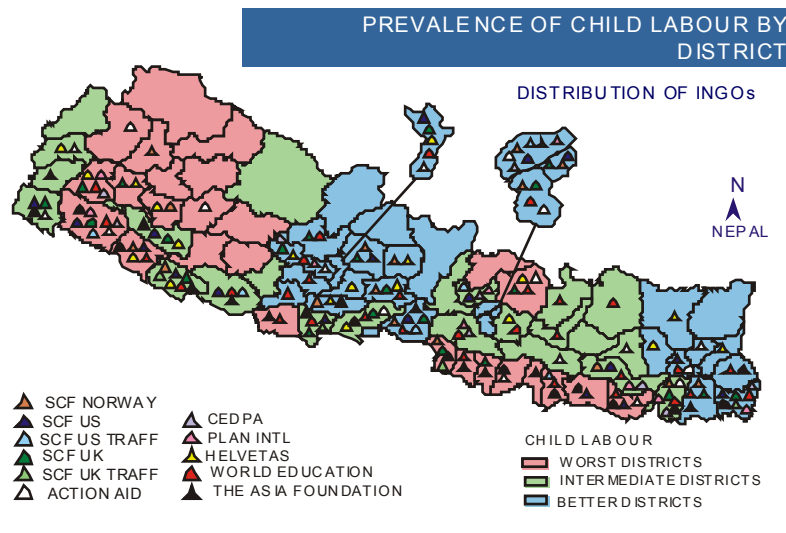 PREVALENCE OF CHILD LABOUR BY
DISTRICT
DISTRIBUTION OF INGOs
N
NEPAL
SCF NORWAY
SCF US
SCF US TRAFF
SCF UK
SCF UK TRAFF
ACTION AID
CEDPA
PLAN INTL
HELVETAS
WORLD EDUCATION
THE ASIA FOUNDATION
CHILD LABOUR
WORST DISTRICTS
INTERMEDIATE DISTRICTS
BETTER DISTRICTS